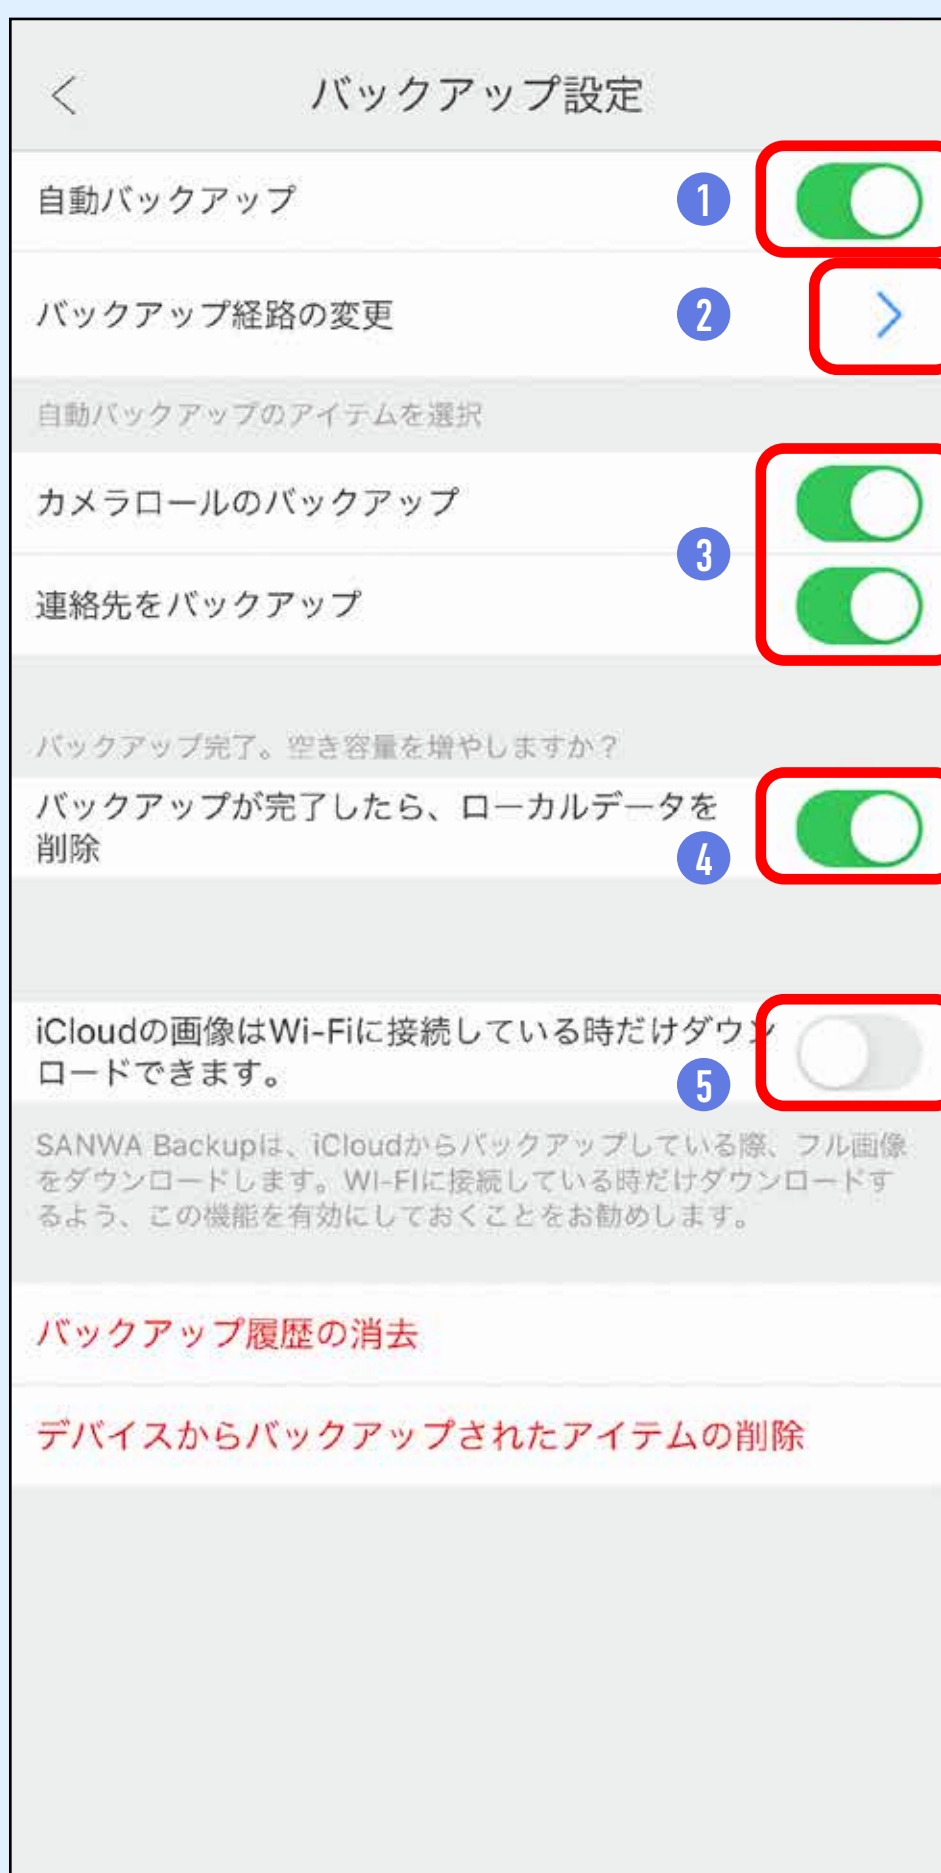 バックアップ設定
自動バックアップ
1
バックアップ経路の変更
2
自動バックアップのアイテムを選択
カメラロールのバックアップ
3
連絡先をバックアップ
バックアップ完了。空き容量を増やしますか？
バックアップが完了したら、ローカルデータを
削除
4
iCloudの画像はWi-Fiに接続している時だけダウン
ロードできます。
5
SANWA Backupは、iCloudからバックアップしている際、フル画像
をダウンロードします。WI-FIに接続している時だけダウンロードす
るよう、この機能を有効にしておくことをお勧めします。
バックアップ履歴の消去
デバイスからバックアップされたアイテムの削除